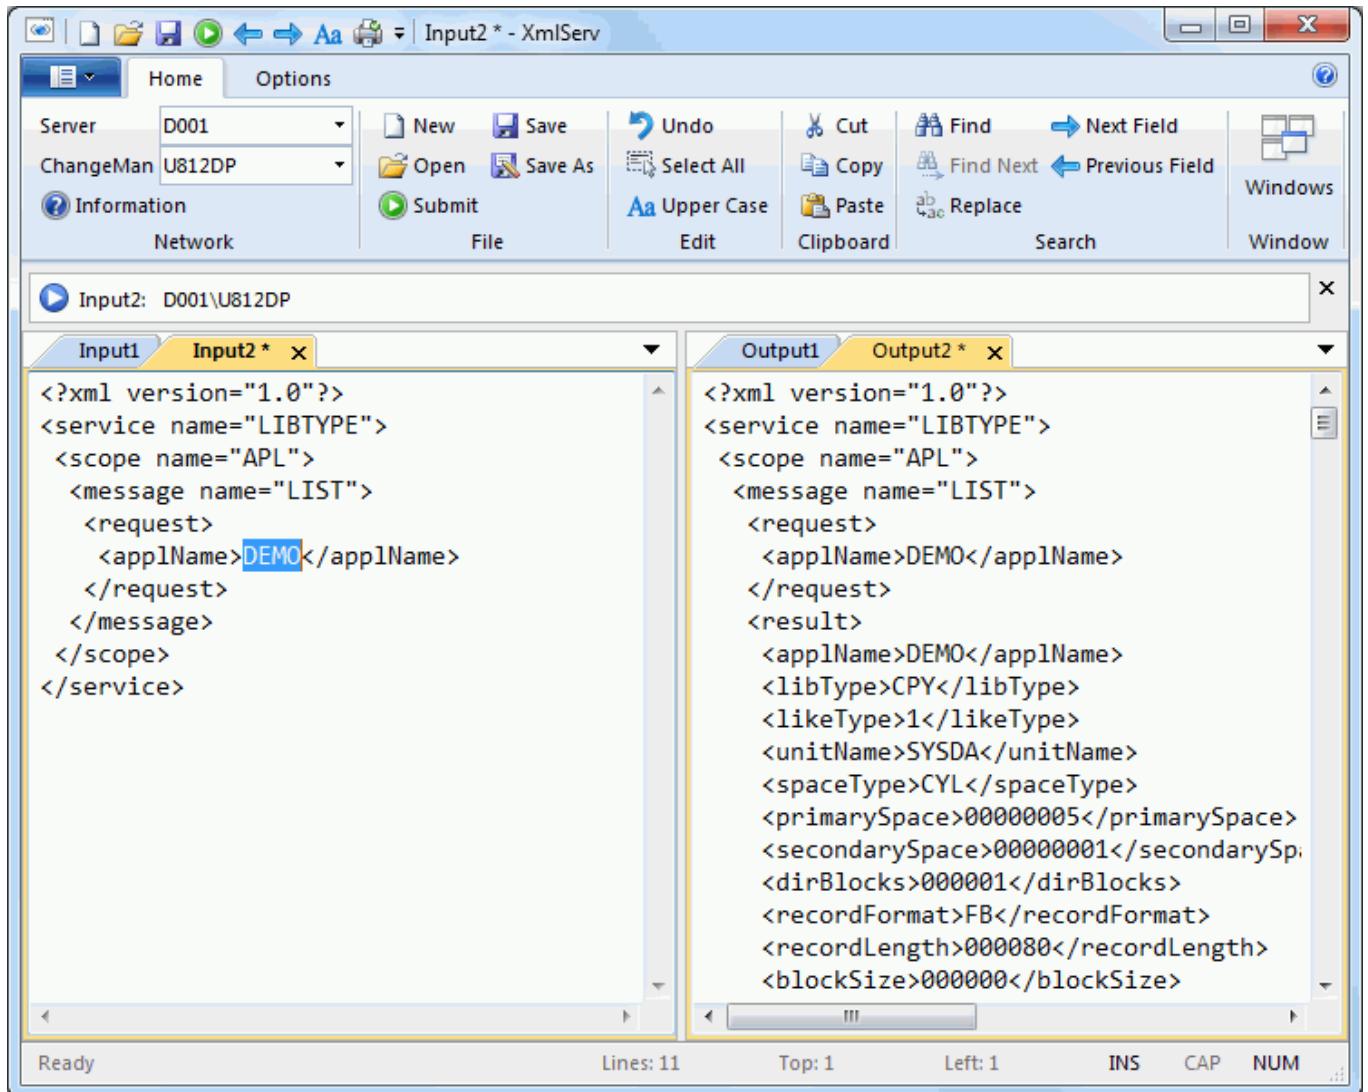 Aa Input2 * - XmlServ
Home Options
Server D001 New Save Undo Cut Find Next Field
ChangeMan U812DP Open Save As Select All Copy Find Next Previous Field Windows
Information Submit Aa Upper Case Paste Replace
Network File Edit Clipboard Search Window
Input2: D001\U812DP
Input1 Input2 *
<?xml version="1.0"?>
<service name="LIBTYPE">
<scope name="APL">
<message name="LIST">
<request>
<applName>DEMO</applName>
</request>
</message>
</scope>
</service>
Output1 Output2 *
<?xml version="1.0"?>
<service name="LIBTYPE">
<scope name="APL">
<message name="LIST">
<request>
<applName>DEMO</applName>
</request>
<result>
<applName>DEMO</applName>
<libType>CPY</libType>
<likeType>1</likeType>
<unitName>SYSDA</unitName>
<spaceType>CYL</spaceType>
<primarySpace>00000005</primarySpace>
<secondarySpace>00000001</secondarySp
<dirBlocks>000001</dirBlocks>
<recordFormat>FB</recordFormat>
<recordLength>000080</recordLength>
<blockSize>000000</blockSize>
Ready Lines: 11 Top: 1 Left: 1 INS CAP NUM